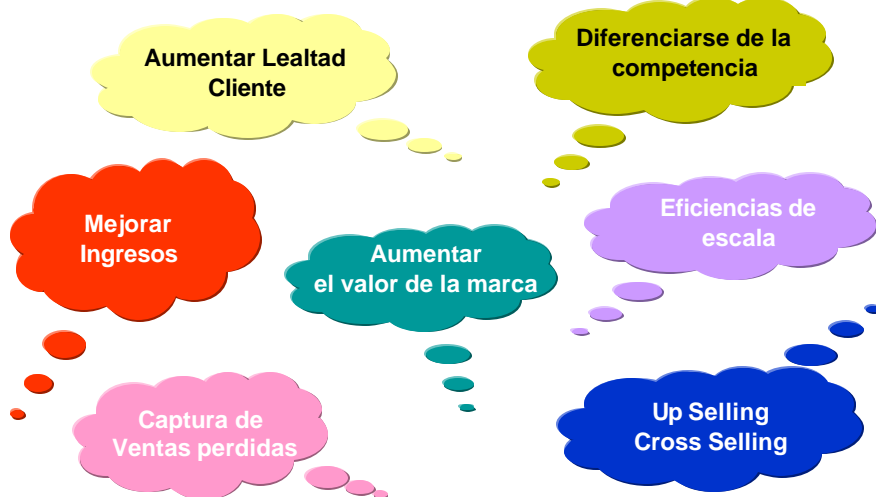 Aumentar Lealtad
Cliente
Diferenciarse de la
competencia
Mejorar
Ingresos
Aumentar
el valor de la marca
Eficiencias de
escala
Captura de
Ventas perdidas
Up Selling
Cross Selling